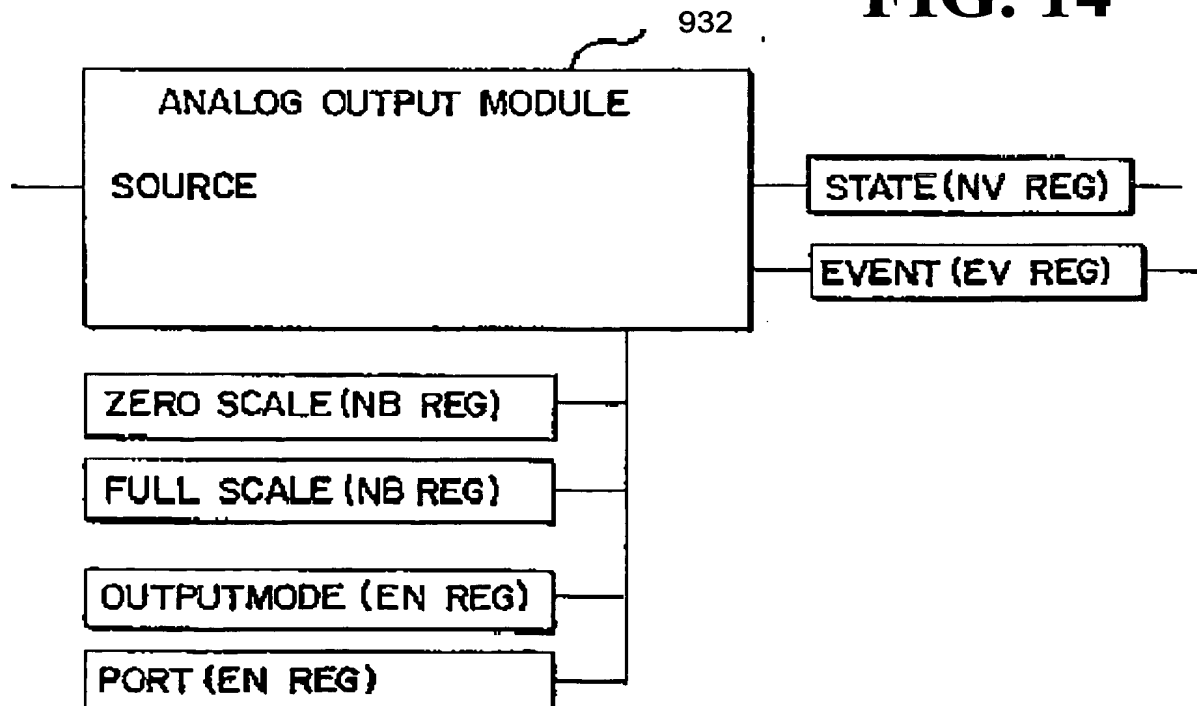 FIG. 14
932
ANALOG OUTPUT MODULE
SOURCE
STATE (NV REG)
EVENT (EV REG)
ZERO SCALE (NB REG)
FULL SCALE (NB REG)
OUTPUTMODE (EN REG)
PORT (EN REG)